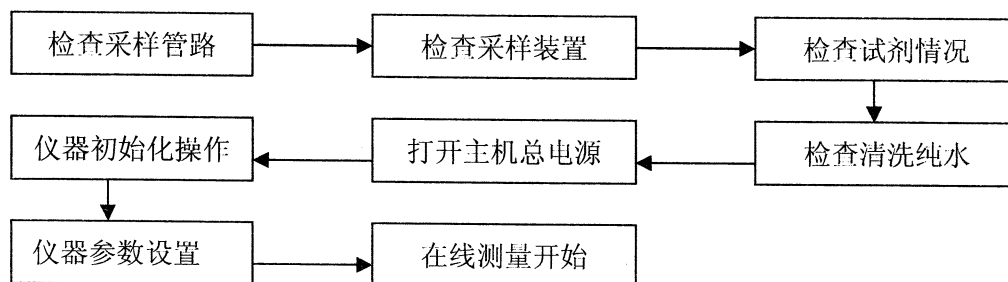 检查采样管路
检查采样装置
检查试剂情况
检查清洗纯水
打开主机总电源
仪器初始化操作
仪器参数设置
在线测量开始